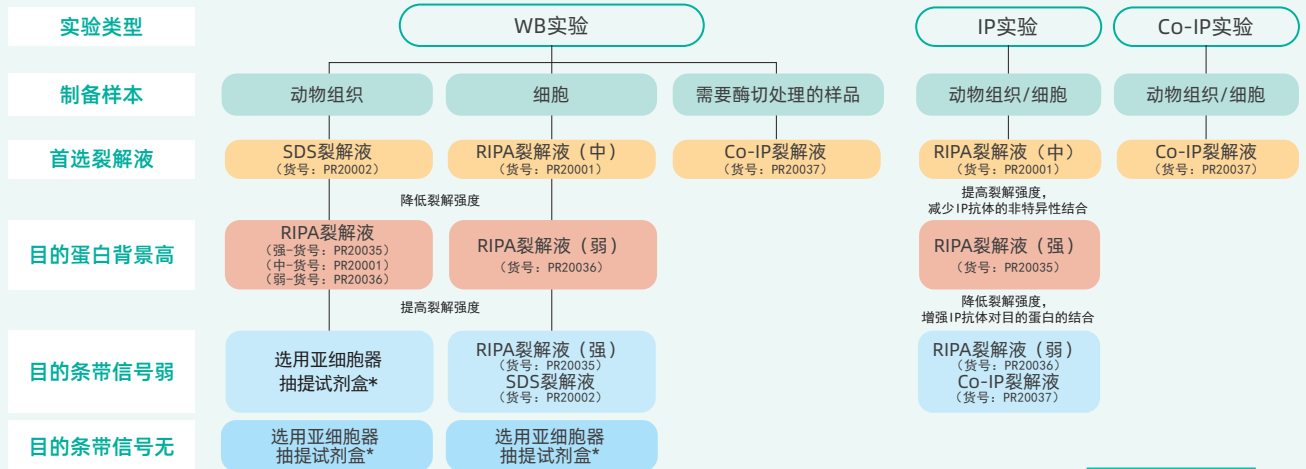 实验类型
WB实验
IP实验
Co-IP实验
制备样本
动物组织
细胞
需要酶切处理的样品
动物组织/细胞
动物组织/细胞
首选裂解液
SDS裂解液
（货号：PR20002）
RIPA裂解液（中）
（货号：PR20001）
Co-IP裂解液
（货号：PR20037）
RIPA裂解液（中）
（货号：PR20001）
Co-IP裂解液
（货号：PR20037）
降低裂解强度
提高裂解强度，
减少IP抗体的非特异性结合
目的蛋白背景高
RIPA裂解液
（强-货号：PR20035）
（中-货号：PR20001）
（弱-货号：PR20036）
RIPA裂解液（弱）
（货号：PR20036）
RIPA裂解液（强）
（货号：PR20035）
提高裂解强度
降低裂解强度，
增强IP抗体对目的蛋白的结合
目的条带信号弱
选用亚细胞器
抽提试剂盒*
RIPA裂解液（强）
（货号：PR20035）
SDS裂解液
（货号：PR20002）
RIPA裂解液（弱）
（货号：PR20036）
Co-IP裂解液
（货号：PR20037）
目的条带信号无
选用亚细胞器
抽提试剂盒*
选用亚细胞器
抽提试剂盒*